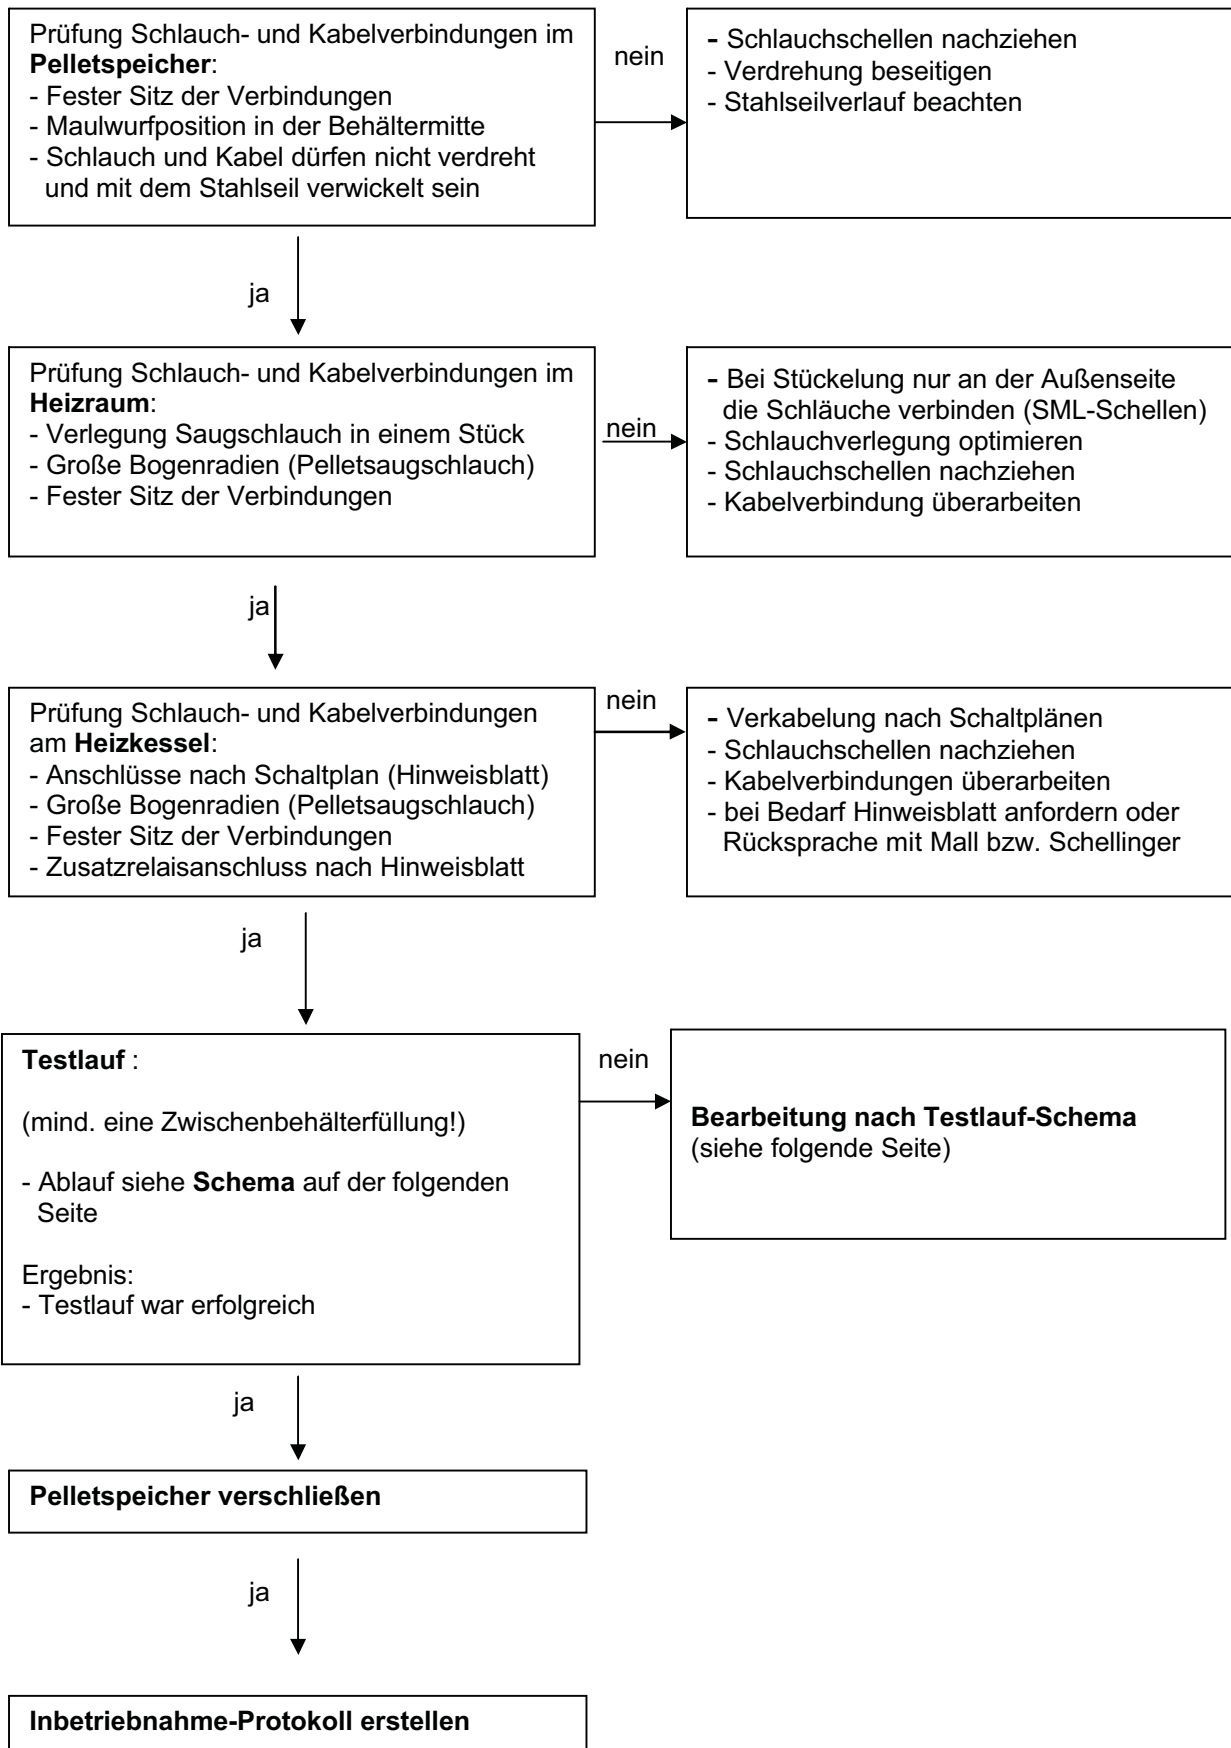 Prüfung Schlauch- und Kabelverbindungen im
Pelletspeicher:
- Fester Sitz der Verbindungen
- Maulwurfposition in der Behältermitte
- Schlauch und Kabel dürfen nicht verdreht
und mit dem Stahlseil verwickelt sein
nein
- Schlauchschellen nachziehen
- Verdrehung beseitigen
- Stahlseilverlauf beachten
ja
Prüfung Schlauch- und Kabelverbindungen im
Heizraum:
- Verlegung Saugschlauch in einem Stück
- Große Bogenradien (Pelletsaugschlauch)
- Fester Sitz der Verbindungen
nein
- Bei Stückelung nur an der Außenseite
die Schläuche verbinden (SML-Schellen)
- Schlauchverlegung optimieren
- Schlauchschellen nachziehen
- Kabelverbindung überarbeiten
ja
Prüfung Schlauch- und Kabelverbindungen
am Heizkessel:
- Anschlüsse nach Schaltplan (Hinweisblatt)
- Große Bogenradien (Pelletsaugschlauch)
- Fester Sitz der Verbindungen
- Zusatzrelaisanschluss nach Hinweisblatt
nein
- Verkabelung nach Schaltplänen
- Schlauchschellen nachziehen
- Kabelverbindungen überarbeiten
- bei Bedarf Hinweisblatt anfordern oder
Rücksprache mit Mall bzw. Schellinger
ja
Testlauf :
(mind. eine Zwischenbehälterfüllung!)
- Ablauf siehe Schema auf der folgenden
Seite
Ergebnis:
- Testlauf war erfolgreich
nein
Bearbeitung nach Testlauf-Schema
(siehe folgende Seite)
ja
Pelletspeicher verschließen
ja
Inbetriebnahme-Protokoll erstellen